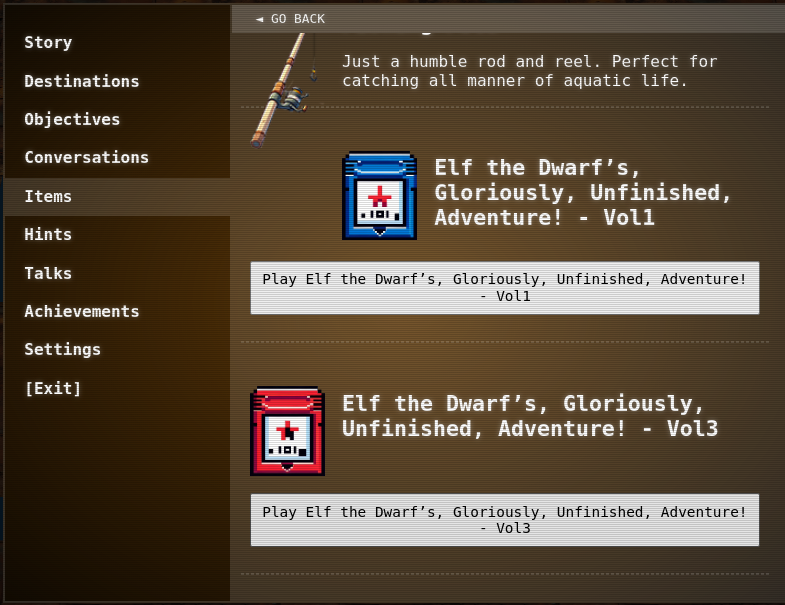 ◄ GO BACK
Story
Destinations
Objectives
Conversations
Items
Hints
Talks
Achievements
Settings
[Exit]
Just a humble rod and reel. Perfect for
catching all manner of aquatic life.
Elf the Dwarf’s,
Gloriously, Unfinished,
Adventure! - Vol1
Play Elf the Dwarf’s, Gloriously, Unfinished, Adventure!
- Vol1
Elf the Dwarf’s, Gloriously,
Unfinished, Adventure! - Vol3
Play Elf the Dwarf’s, Gloriously, Unfinished, Adventure!
- Vol3